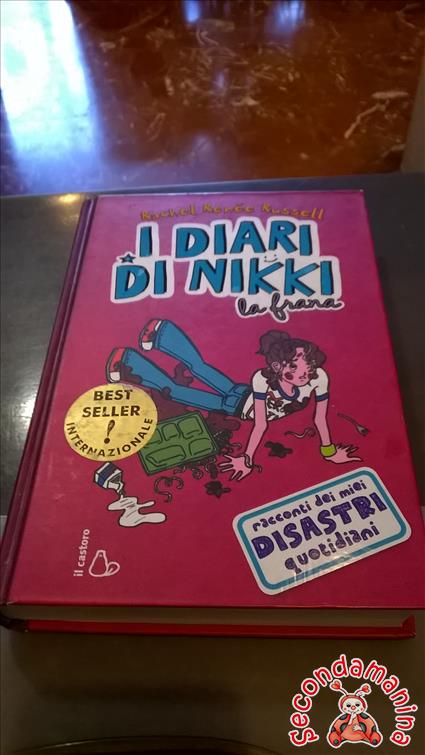 Rachel Renée Russell
I DIARI
DI NIKKI
la frana
BEST
SELLER
!
INTERNAZIONALE
racconti dei miei
DISASTRI
quotidiani
il castoro
secondamanina